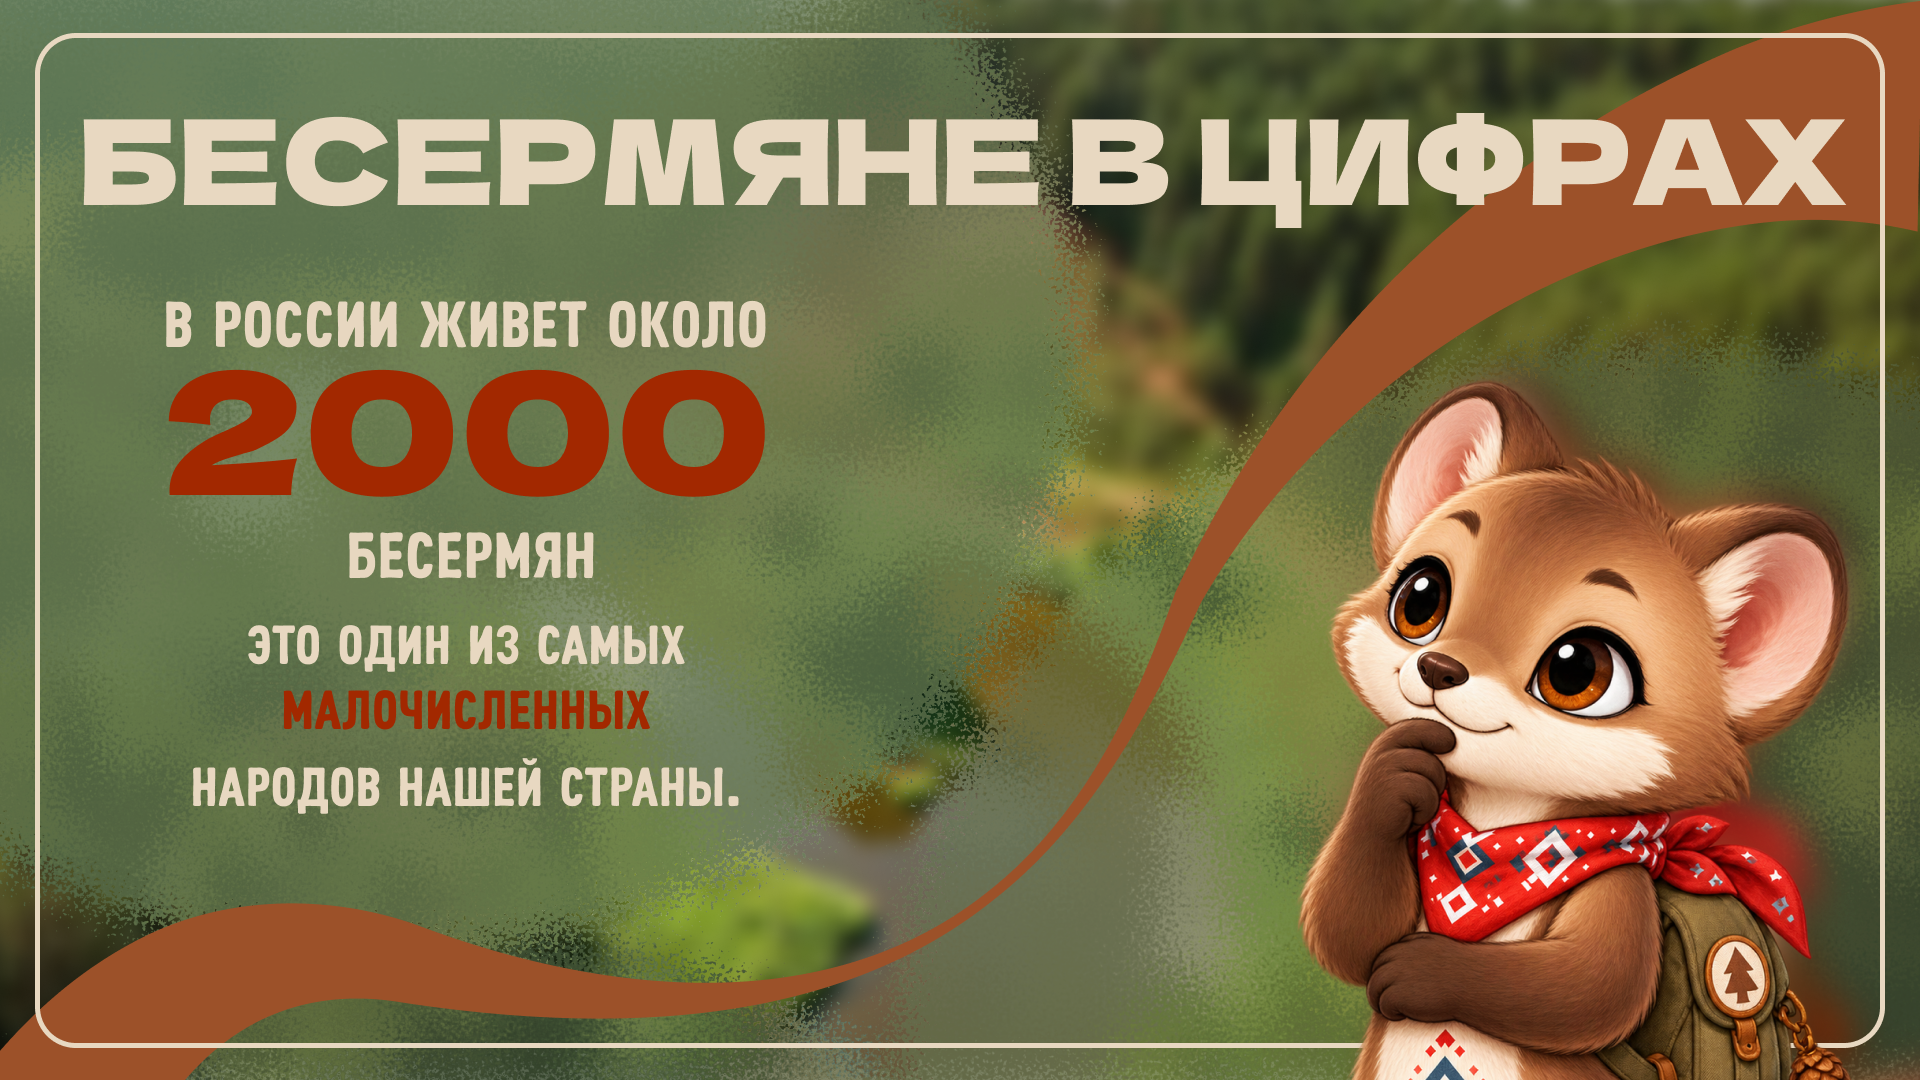 БЕСЕРМЯНЕ В ЦИФРАХ
В РОССИИ ЖИВЕТ ОКОЛО
2000
БЕСЕРМЯН
ЭТО ОДИН ИЗ САМЫХ
МАЛОЧИСЛЕННЫХ
НАРОДОВ НАШЕЙ СТРАНЫ.